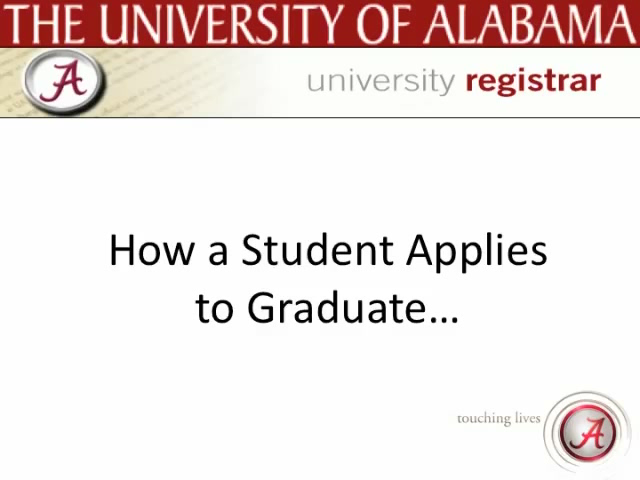 THE UNIVERSITY OF ALABAMA
A
university registrar
How a Student Applies
to Graduate…
touching lives
A